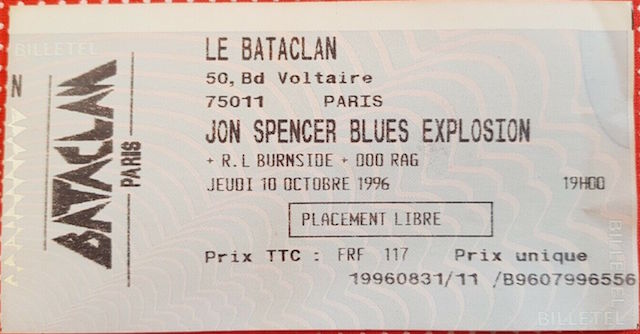 BILLETEL
N
BATACLAN
PARIS
LE BATACLAN
50, Bd Voltaire
75011 PARIS
JON SPENCER BLUES EXPLOSION
+ R.L BURNSIDE + DOO RAG
JEUDI 10 OCTOBRE 1996 19H00
PLACEMENT LIBRE
Prix TTC : FRF 117 Prix unique
19960831/11 /B9607996556
BILLETEL
BILLETEL